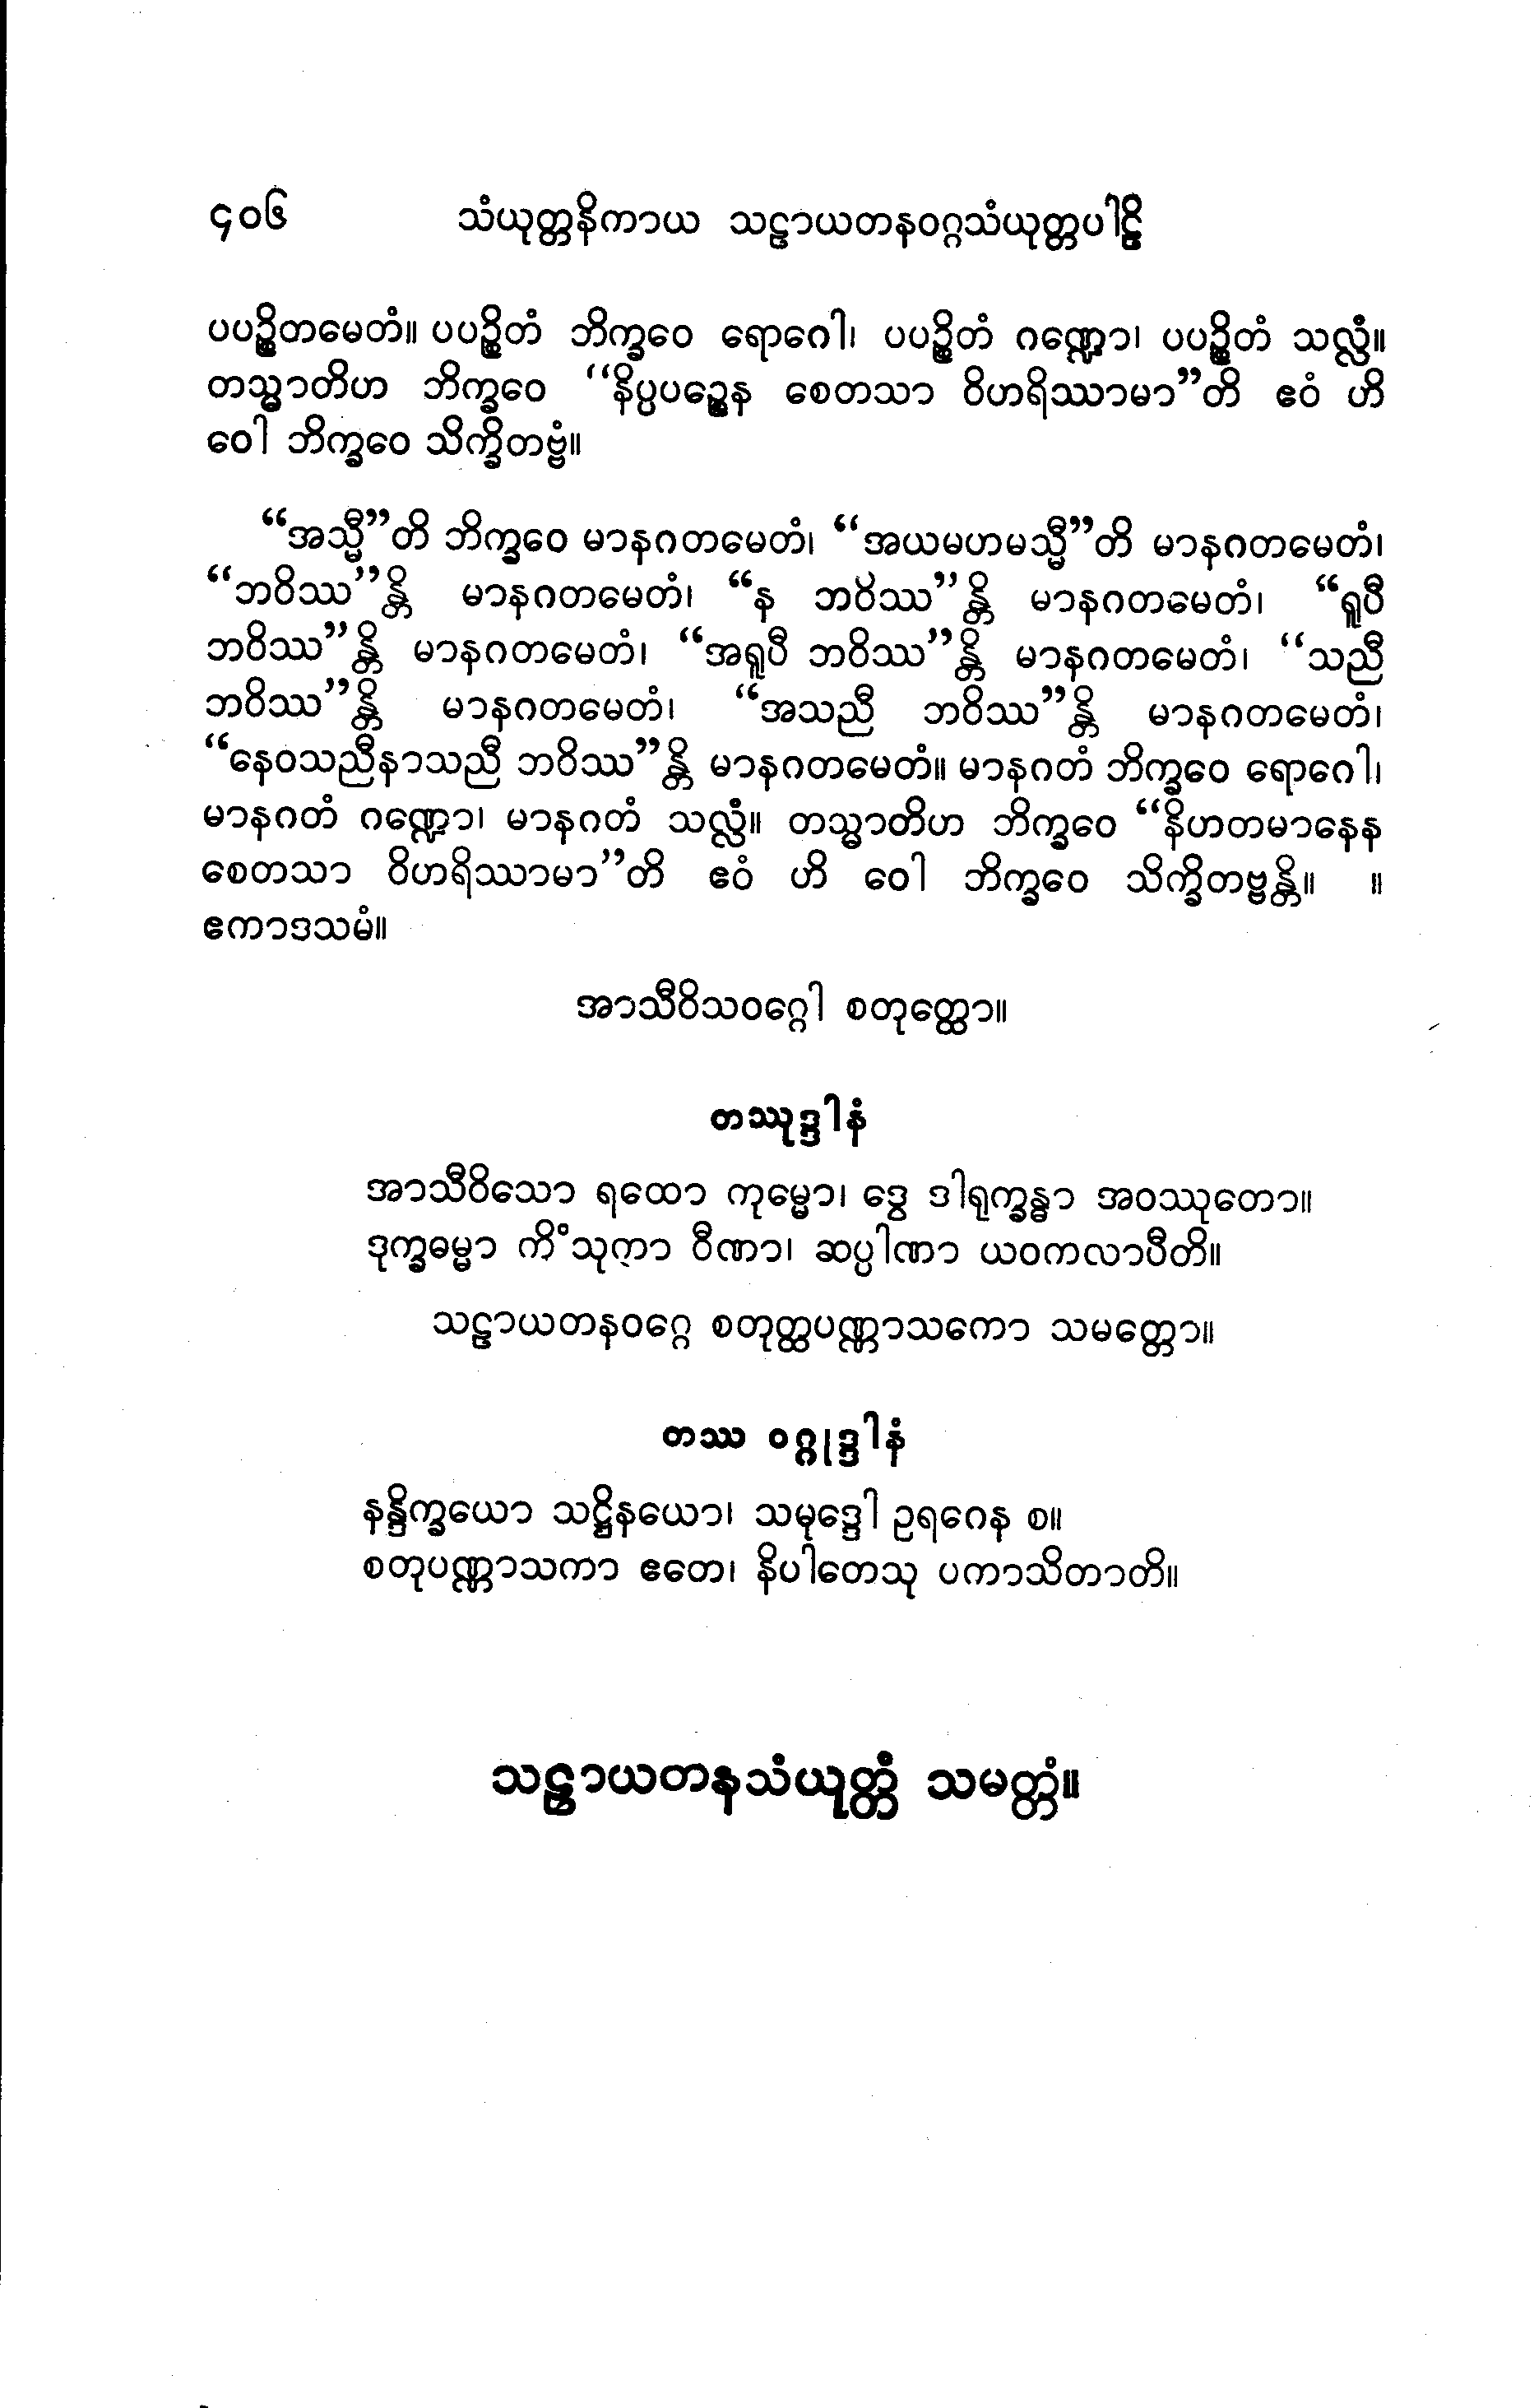 ၄၀၆ သံယုတ္တနိကာယ သဠာယတနဝဂ္ဂသံယုတ္တပါဠိ
ပပဉ္စိတမေတံ။ ပပဉ္စိတံ ဘိက္ခဝေ ရောဂေါ၊ ပပဉ္စိတံ ဂဏ္ဍော၊ ပပဉ္စိတံ သလ္လံ။
တသ္မာတိဟ ဘိက္ခဝေ “နိပ္ပပဉ္စေန စေတသာ ဝိဟရိဿာမာ”တိ ဧဝံ ဟိ
ဝေါ ဘိက္ခဝေ သိက္ခိတဗ္ဗံ။
“အသ္မီ”တိ ဘိက္ခဝေ မာနဂတမေတံ၊ “အယမဟမသ္မီ”တိ မာနဂတမေတံ၊
“ဘဝိဿ”န္တိ မာနဂတမေတံ၊ “န ဘဝိဿ”န္တိ မာနဂတမေတံ၊ “ရူပီ
ဘဝိဿ”န္တိ မာနဂတမေတံ၊ “အရူပီ ဘဝိဿ”န္တိ မာနဂတမေတံ၊ “သညီ
ဘဝိဿ”န္တိ မာနဂတမေတံ၊ “အသညီ ဘဝိဿ”န္တိ မာနဂတမေတံ၊
“နေဝသညီနာသညီ ဘဝိဿ”န္တိ မာနဂတမေတံ။ မာနဂတံ ဘိက္ခဝေ ရောဂေါ၊
မာနဂတံ ဂဏ္ဍော၊ မာနဂတံ သလ္လံ။ တသ္မာတိဟ ဘိက္ခဝေ “နိဟတမာနေန
စေတသာ ဝိဟရိဿာမာ”တိ ဧဝံ ဟိ ဝေါ ဘိက္ခဝေ သိက္ခိတဗ္ဗန္တိ။ ။
ဧကာဒသမံ။
အာသီဝိသဝဂ္ဂေါ စတုတ္ထော။
တဿုဒ္ဒါနံ
အာသီဝိသော ရထော ကုမ္မော၊ ဒွေ ဒါရုက္ခန္ဓာ အဝဿုတော။
ဒုက္ခဓမ္မာ ကိံသုကာ ဝီဏာ၊ ဆပ္ပါဏာ ယဝကလာပီတိ။
သဠာယတနဝဂ္ဂေ စတုတ္ထပဏ္ဏာသကော သမတ္တော။
တဿ ဝဂ္ဂုဒ္ဒါနံ
နန္ဒိက္ခယော သဋ္ဌိနယော၊ သမုဒ္ဒေါ ဥရဂေန စ။
စတုပဏ္ဏာသကာ ဧတေ၊ နိပါတေသု ပကာသိတာတိ။
သဠာယတနသံယုတ္တံ သမတ္တံ။